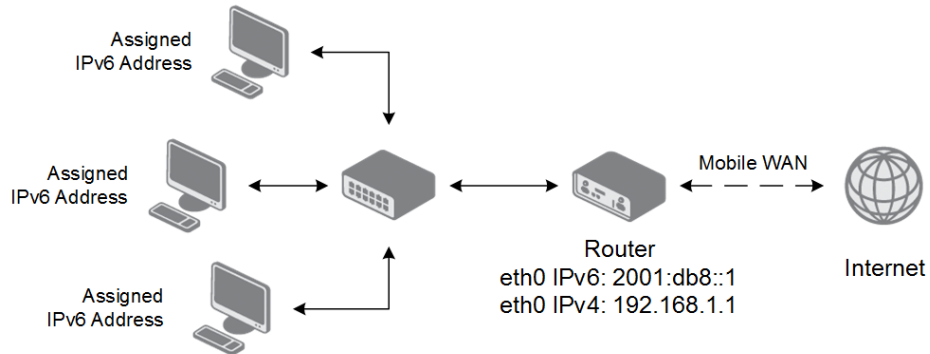 Assigned
IPv6 Address
Assigned
IPv6 Address
Assigned
IPv6 Address
Mobile WAN
Router
eth0 IPv6: 2001:db8::1
eth0 IPv4: 192.168.1.1
Internet